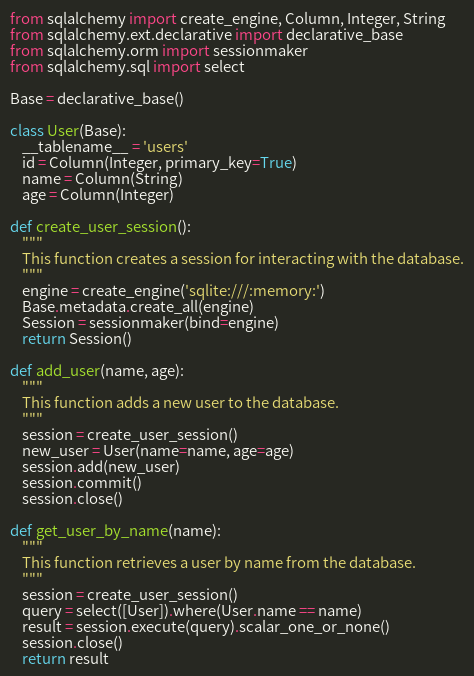 from sqlalchemy import create_engine, Column, Integer, String
from sqlalchemy.ext.declarative import declarative_base
from sqlalchemy.orm import sessionmaker
from sqlalchemy.sql import select

Base = declarative_base()

class User(Base):
    __tablename__ = 'users'
    id = Column(Integer, primary_key=True)
    name = Column(String)
    age = Column(Integer)

def create_user_session():
    """
    This function creates a session for interacting with the database.
    """
    engine = create_engine('sqlite:///:memory:')
    Base.metadata.create_all(engine)
    Session = sessionmaker(bind=engine)
    return Session()

def add_user(name, age):
    """
    This function adds a new user to the database.
    """
    session = create_user_session()
    new_user = User(name=name, age=age)
    session.add(new_user)
    session.commit()
    session.close()

def get_user_by_name(name):
    """
    This function retrieves a user by name from the database.
    """
    session = create_user_session()
    query = select([User]).where(User.name == name)
    result = session.execute(query).scalar_one_or_none()
    session.close()
    return result